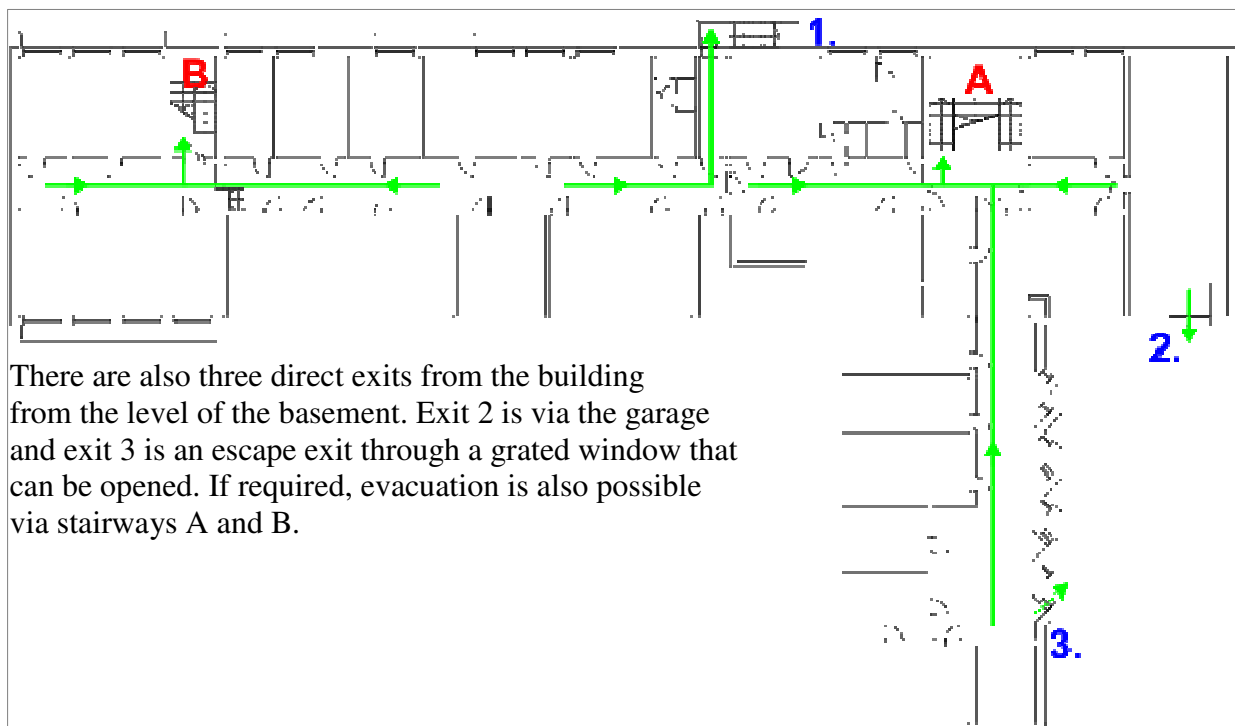 1.
B
A
2.
There are also three direct exits from the building
from the level of the basement. Exit 2 is via the garage
and exit 3 is an escape exit through a grated window that
can be opened. If required, evacuation is also possible
via stairways A and B.
3.